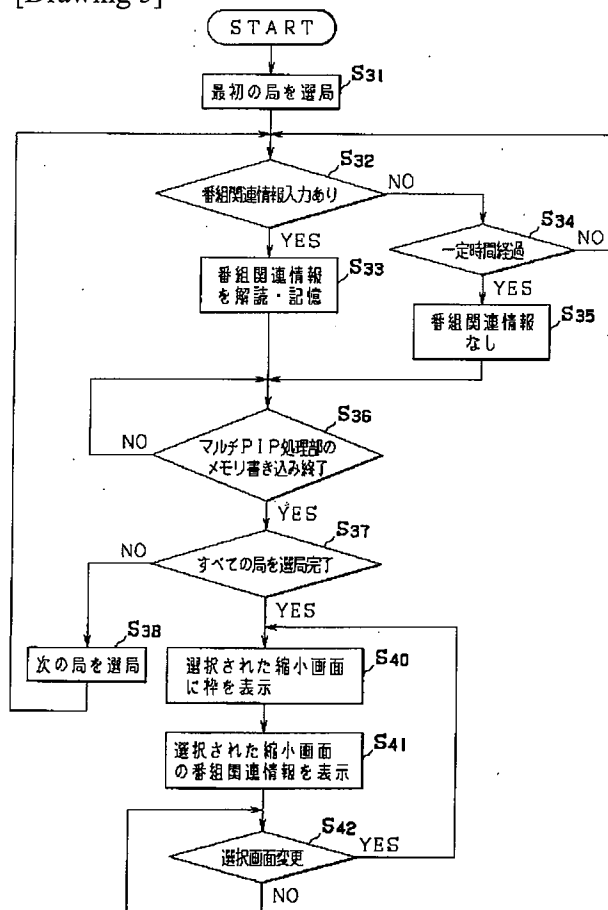 START
S31
最初の局を選局
S32
番組関連情報入力あり
NO
YES
S34
一定時間経過
NO
YES
S33
番組関連情報
を解読・記憶
S35
番組関連情報
なし
S36
マルチPIP処理部の
メモリ書き込み終了
NO
YES
S37
すべての局を選局完了
NO
YES
S38
次の局を選局
S40
選択された縮小画面
に枠を表示
S41
選択された縮小画面
の番組関連情報を表示
S42
選択画面変更
YES
NO